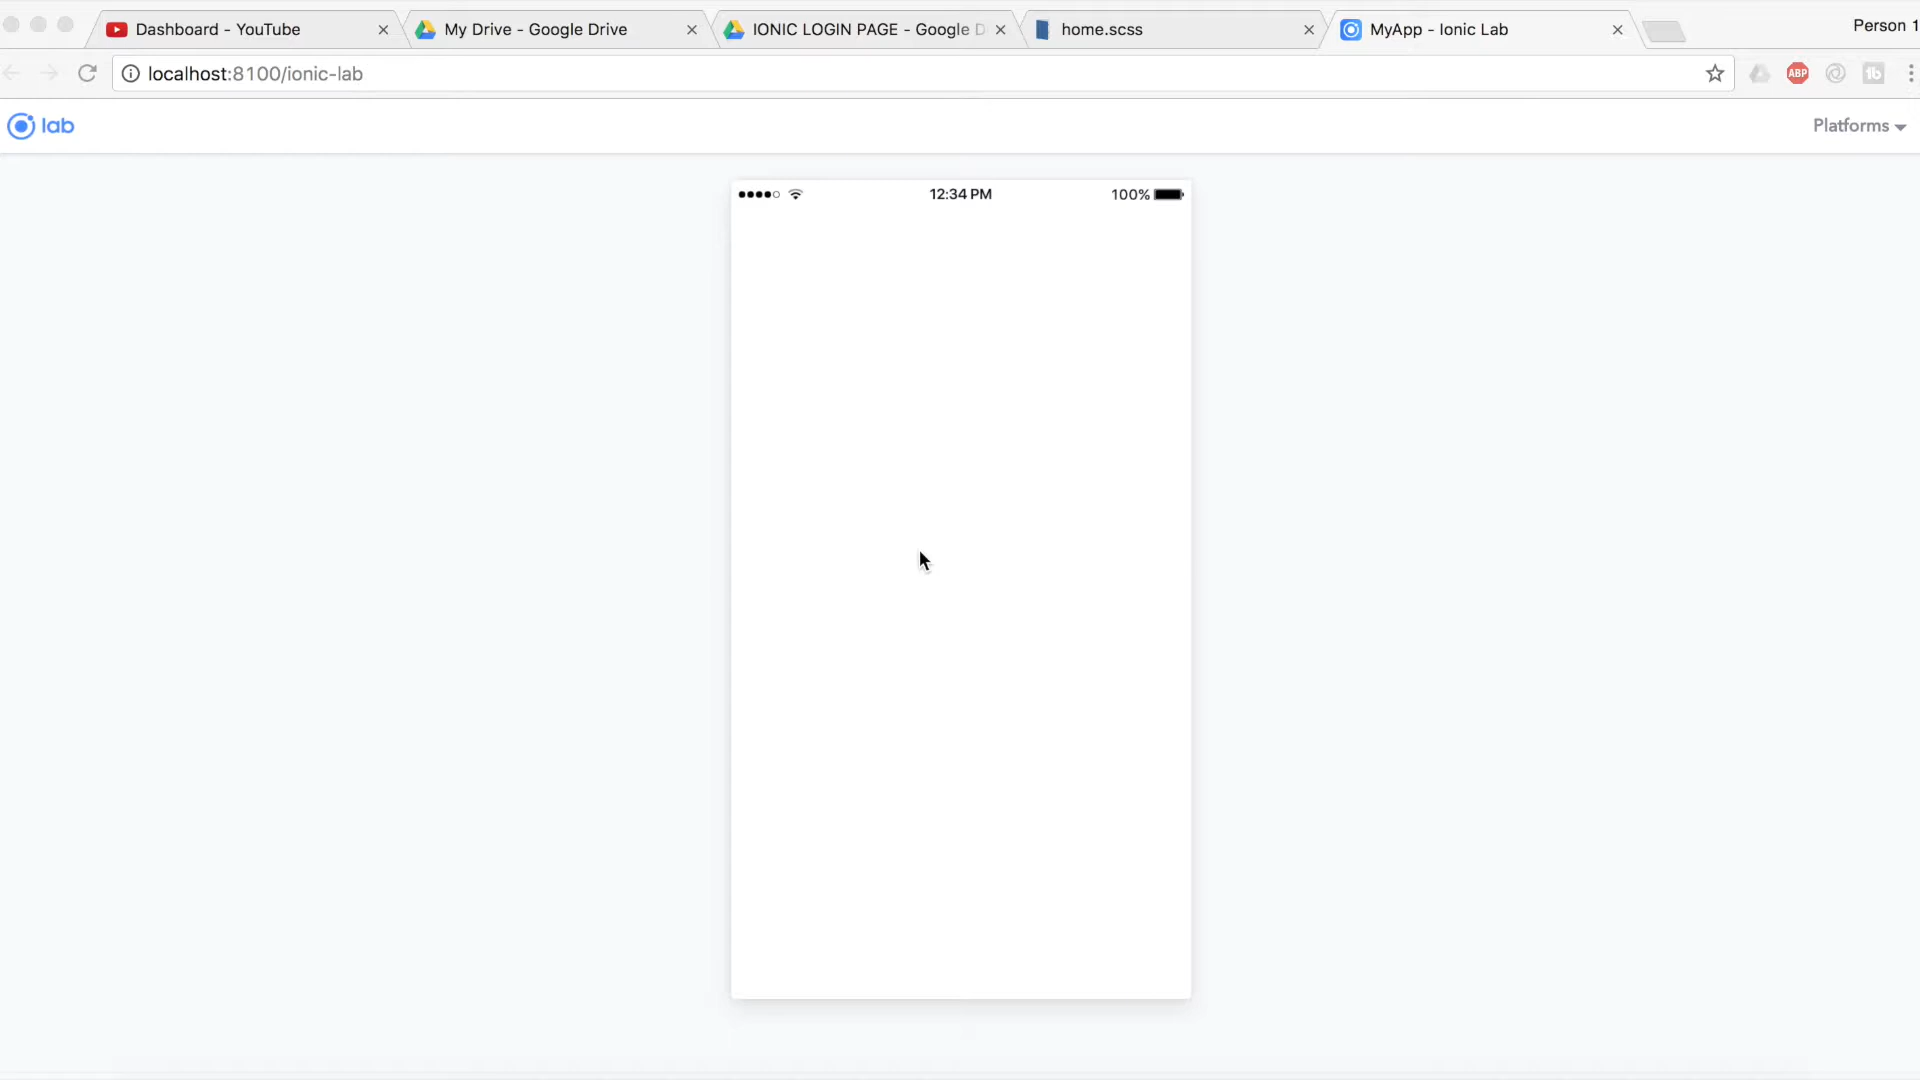 Dashboard - YouTube
My Drive - Google Drive
IONIC LOGIN PAGE - Google D
home.scss
MyApp - Ionic Lab
Person 1
localhost:8100/ionic-lab
ABP
lab
Platforms
12:34 PM
100%